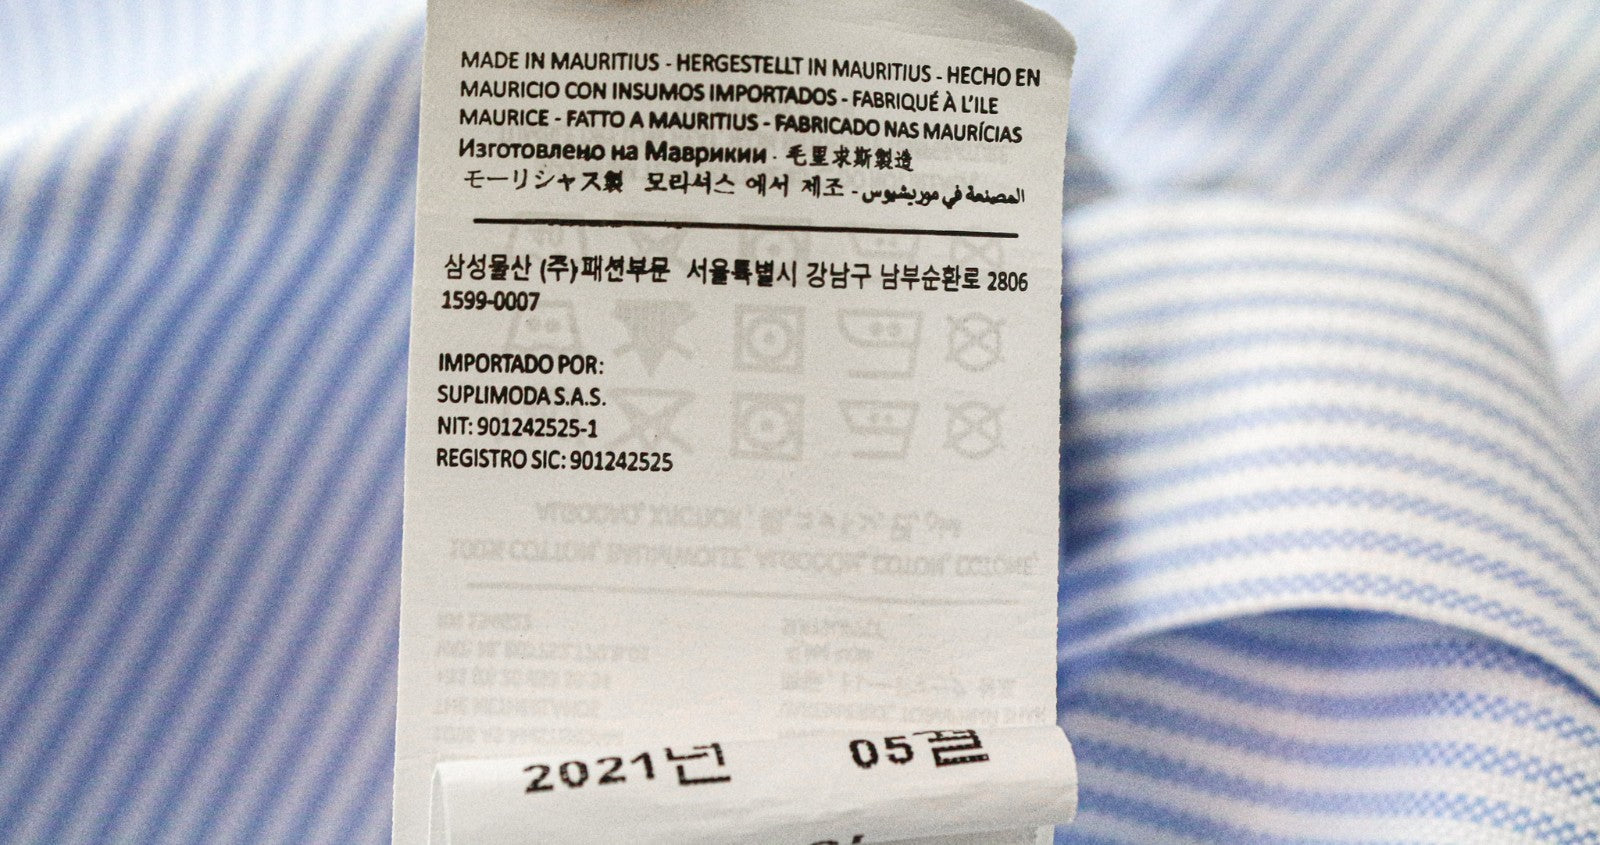 MADE IN MAURITIUS - HERGESTELLT IN MAURITIUS - HECHO EN
MAURICIO CON INSUMOS IMPORTADOS - FABRIQUÉ À L'ILE
MAURICE - FATTO A MAURITIUS - FABRICADO NAS MAURÍCIAS
Изготовлено на Маврикии · 毛里求斯製造
モーリシャス製 모리셔스 에서 제조 - المصنعة في موريشيوس
삼성물산 (주)패션부문 서울특별시 강남구 남부순환로 2806
1599-0007
IMPORTADO POR:
SUPLIMODA S.A.S.
NIT: 901242525-1
REGISTRO SIC: 901242525
2021년 05월